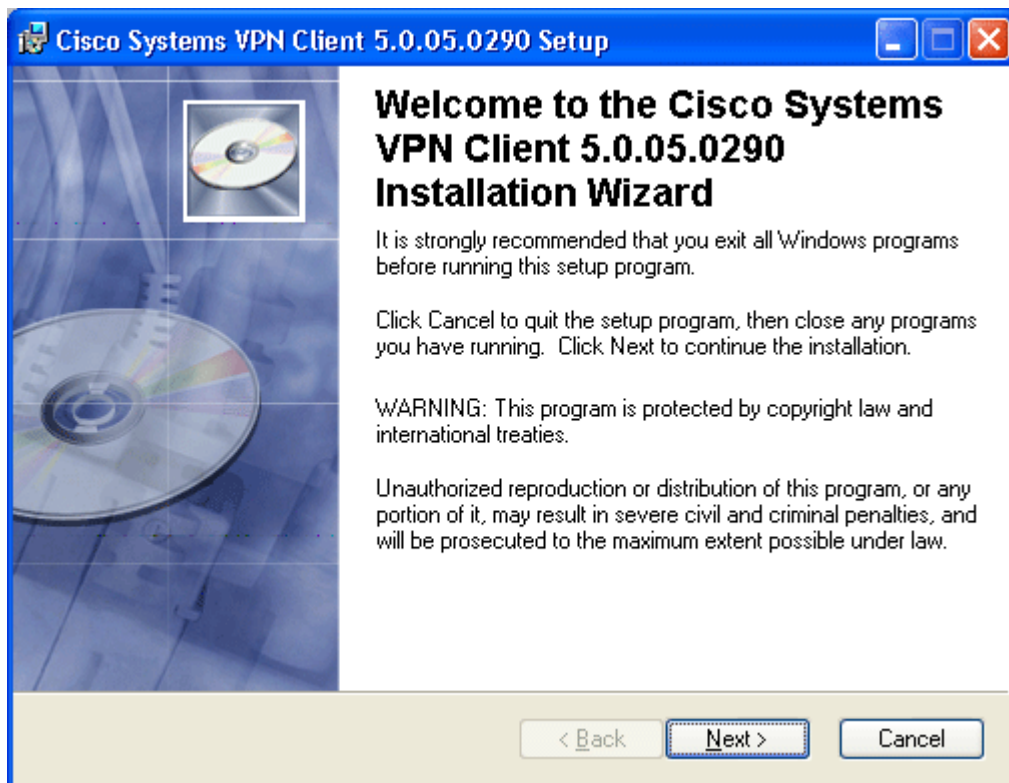 Cisco Systems VPN Client 5.0.05.0290 Setup
Welcome to the Cisco Systems
VPN Client 5.0.05.0290
Installation Wizard
It is strongly recommended that you exit all Windows programs
before running this setup program.
Click Cancel to quit the setup program, then close any programs
you have running.  Click Next to continue the installation.
WARNING: This program is protected by copyright law and
international treaties.
Unauthorized reproduction or distribution of this program, or any
portion of it, may result in severe civil and criminal penalties, and
will be prosecuted to the maximum extent possible under law.
< Back Next > Cancel